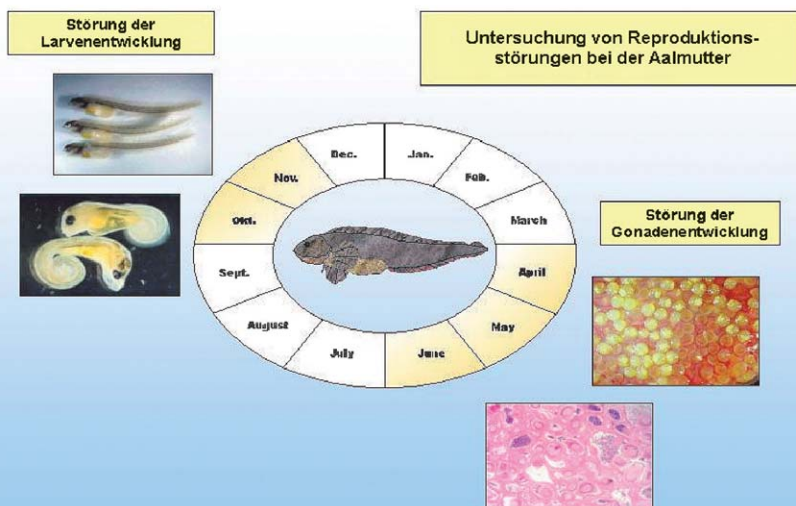 Störung der
Larvenentwicklung
Untersuchung von Reproduktions-
störungen bei der Aalmutter
Dec.
Jan.
Nov.
Feb.
Okt.
March
Störung der
Gonadenentwicklung
Sept.
April
August
May
July
June